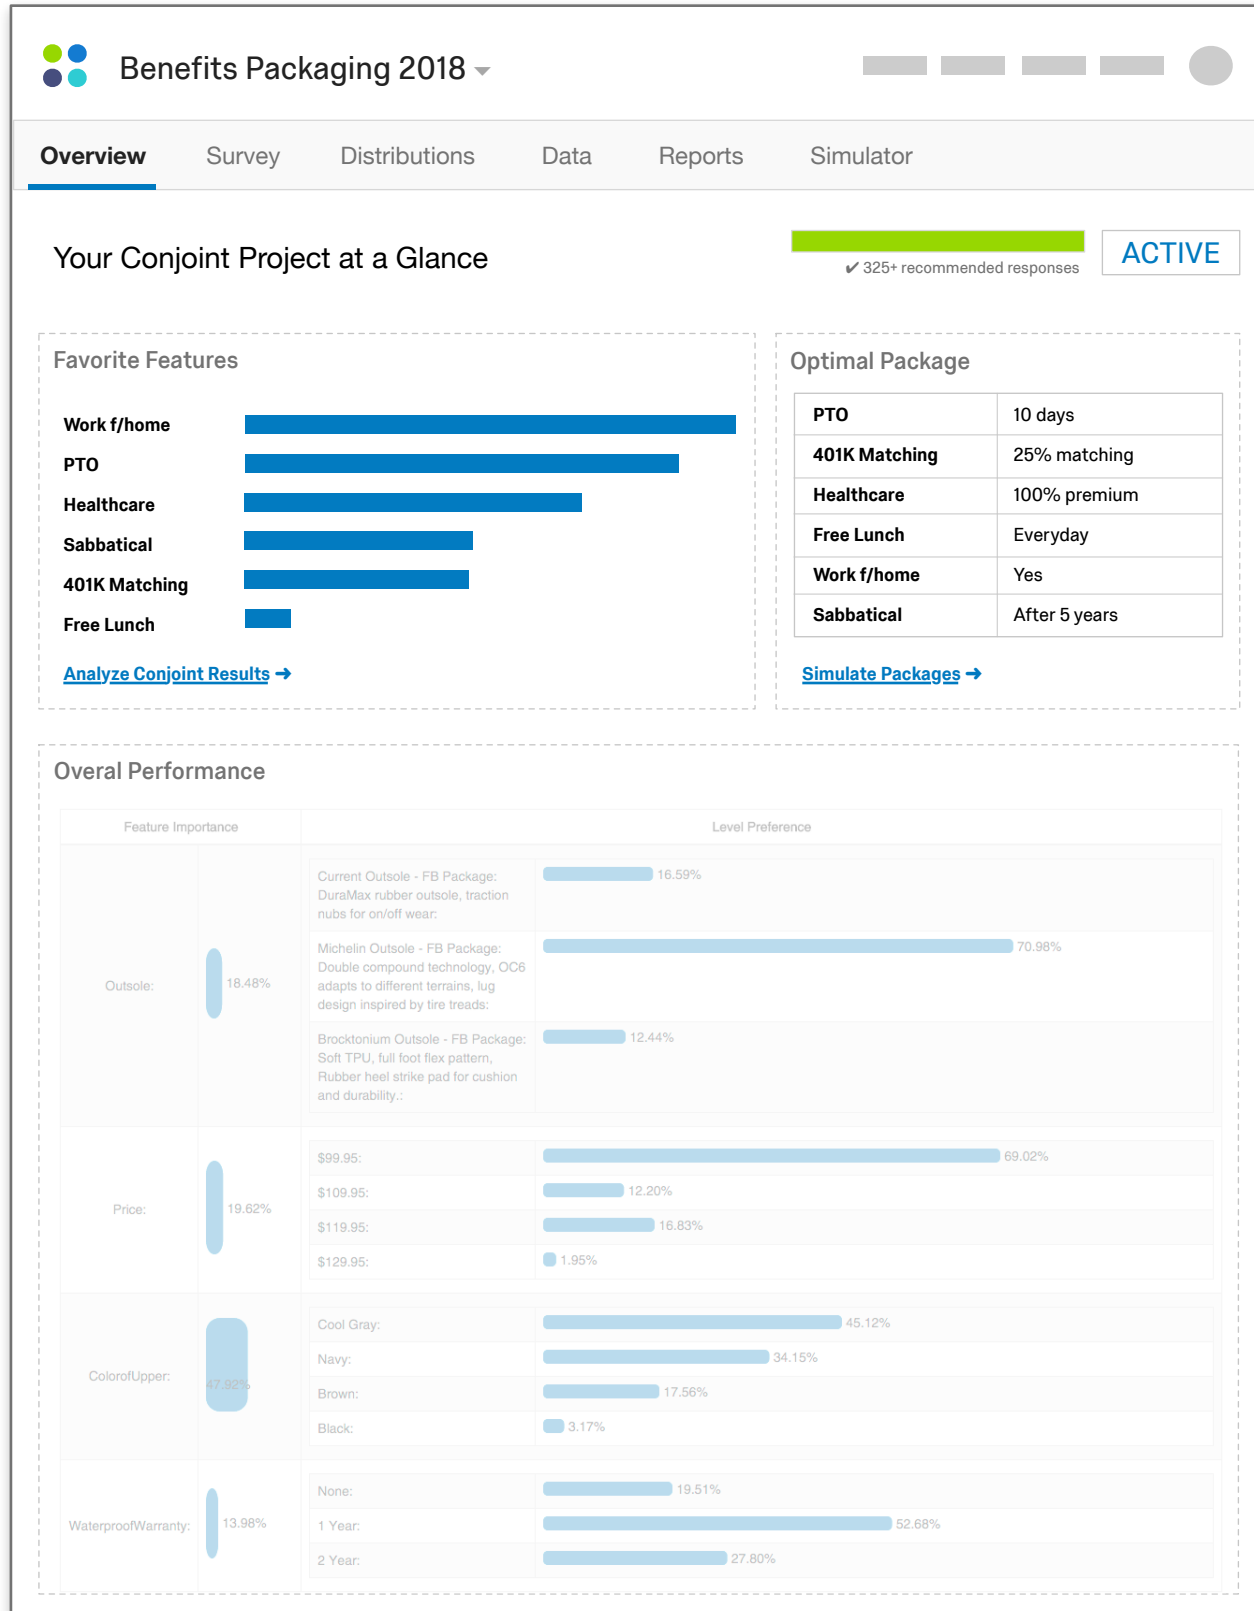 Benefits Packaging 2018
Overview Survey Distributions Data Reports Simulator
Your Conjoint Project at a Glance
✔ 325+ recommended responses
ACTIVE
Favorite Features
Work f/home
PTO
Healthcare
Sabbatical
401K Matching
Free Lunch
Analyze Conjoint Results ➜
Optimal Package
PTO 10 days
401K Matching 25% matching
Healthcare 100% premium
Free Lunch Everyday
Work f/home Yes
Sabbatical After 5 years
Simulate Packages ➜
Overal Performance
Feature Importance Level Preference
Outsole: 18.48%
Current Outsole - FB Package:
DuraMax rubber outsole, traction
nubs for on/off wear:
16.59%
Michelin Outsole - FB Package:
Double compound technology, OC6
adapts to different terrains, lug
design inspired by tire treads:
70.98%
Brocktonium Outsole - FB Package:
Soft TPU, full foot flex pattern,
Rubber heel strike pad for cushion
and durability.:
12.44%
Price: 19.62%
$99.95: 69.02%
$109.95: 12.20%
$119.95: 16.83%
$129.95: 1.95%
ColorofUpper: 47.92%
Cool Gray: 45.12%
Navy: 34.15%
Brown: 17.56%
Black: 3.17%
WaterproofWarranty: 13.98%
None: 19.51%
1 Year: 52.68%
2 Year: 27.80%